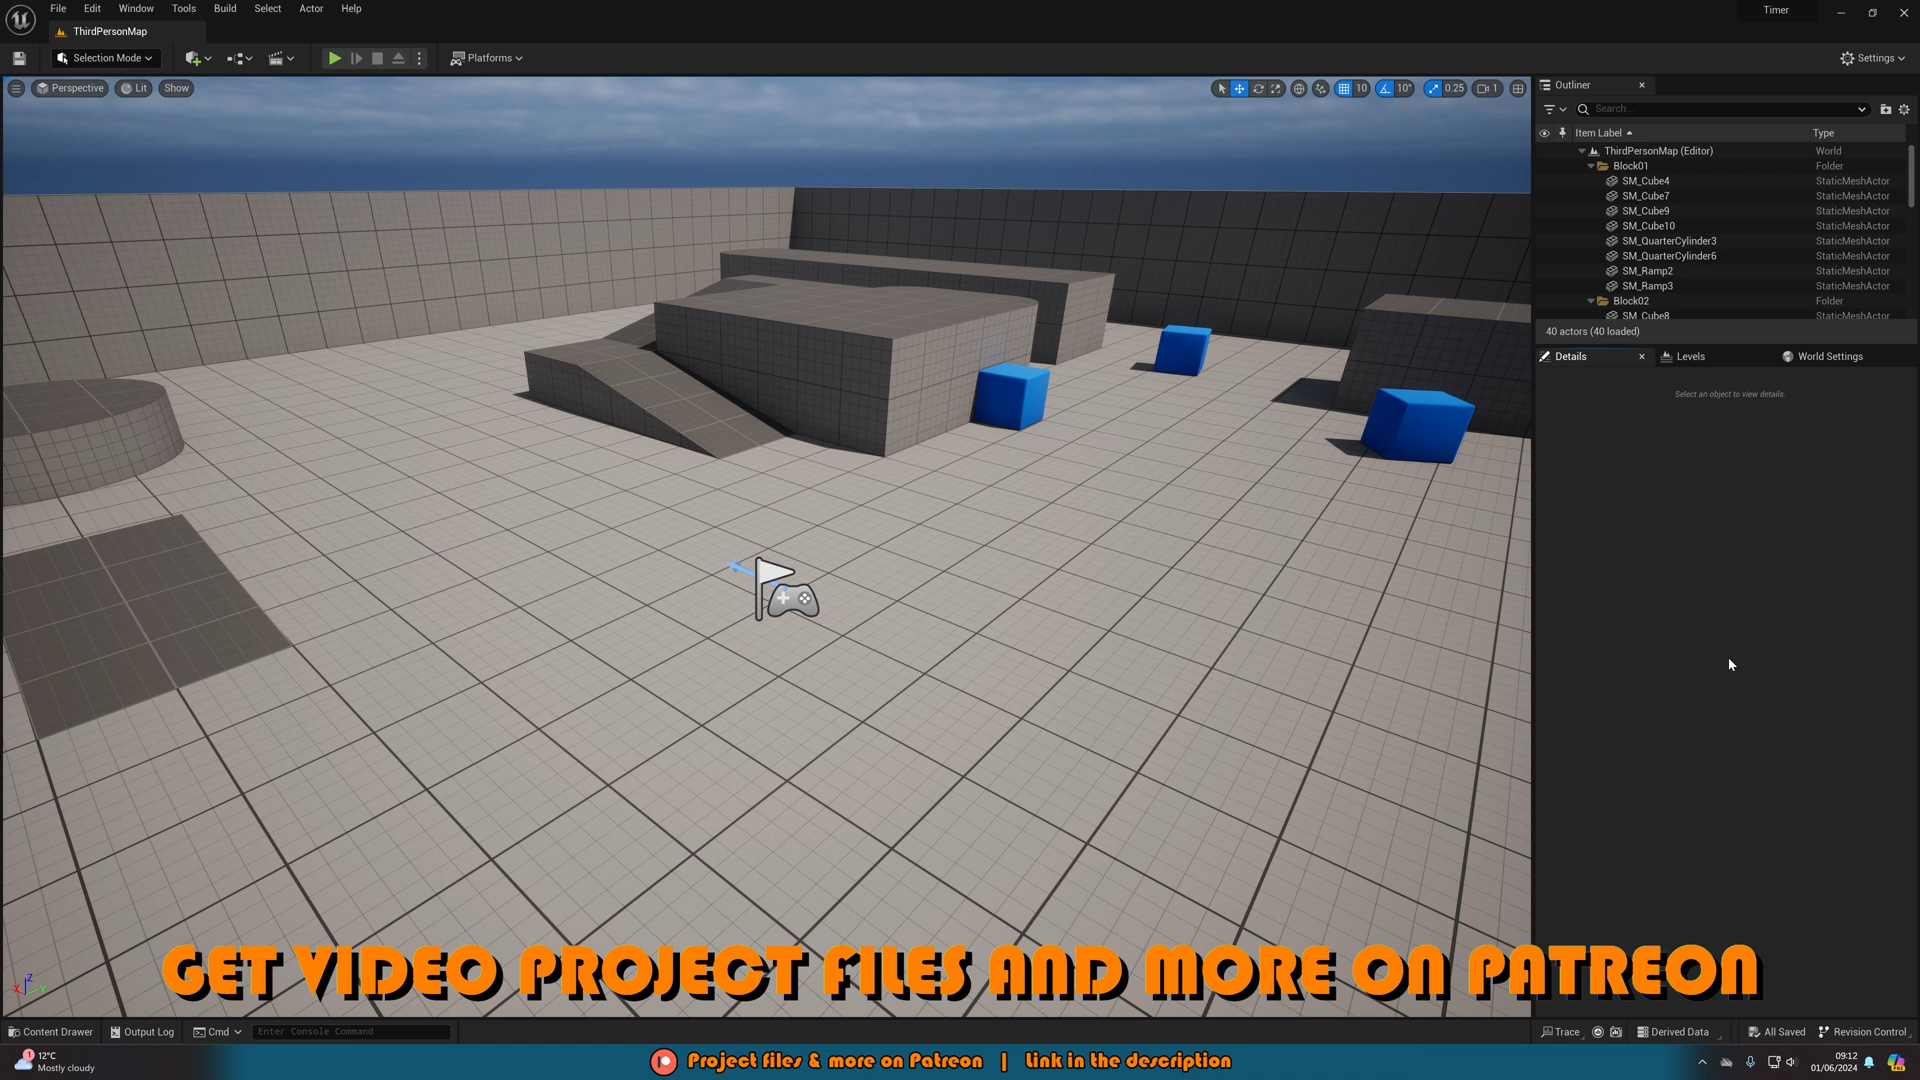 File Edit Window Tools Build Select Actor Help
Timer
ThirdPersonMap
Selection Mode
Platforms
Settings
Perspective Lit Show
10 10° 0.25 1
Outliner
Search...
Item Label Type
ThirdPersonMap (Editor) World
Block01 Folder
SM_Cube4 StaticMeshActor
SM_Cube7 StaticMeshActor
SM_Cube9 StaticMeshActor
SM_Cube10 StaticMeshActor
SM_QuarterCylinder3 StaticMeshActor
SM_QuarterCylinder6 StaticMeshActor
SM_Ramp2 StaticMeshActor
SM_Ramp3 StaticMeshActor
Block02 Folder
SM_Cube8 StaticMeshActor
40 actors (40 loaded)
Details Levels World Settings
Select an object to view details.
Z
X Y
GET VIDEO PROJECT FILES AND MORE ON PATREON
Content Drawer Output Log Cmd Enter Console Command
Trace Derived Data All Saved Revision Control
1
12°C
Mostly cloudy
Project files & more on Patreon | Link in the description
09:12
01/06/2024
PRE